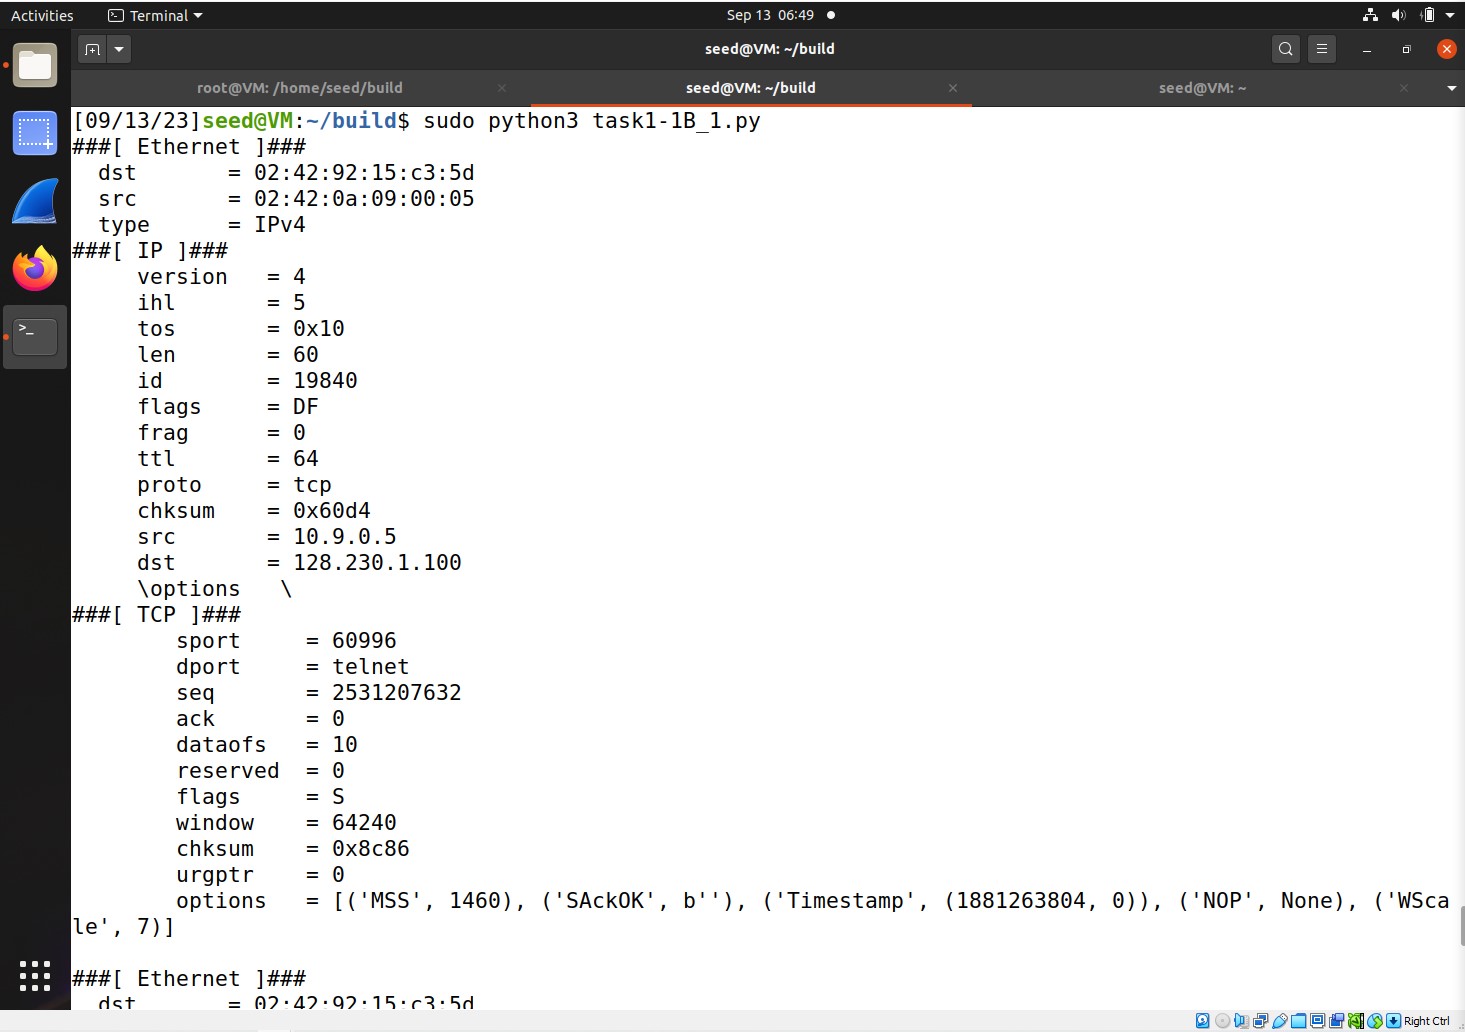 Activities Terminal Sep 13 06:49
seed@VM: ~/build
root@VM: /home/seed/build seed@VM: ~/build seed@VM: ~
[09/13/23]seed@VM:~/build$ sudo python3 task1-1B_1.py
###[ Ethernet ]###
  dst       = 02:42:92:15:c3:5d
  src       = 02:42:0a:09:00:05
  type      = IPv4
###[ IP ]###
     version   = 4
     ihl       = 5
     tos       = 0x10
     len       = 60
     id        = 19840
     flags     = DF
     frag      = 0
     ttl       = 64
     proto     = tcp
     chksum    = 0x60d4
     src       = 10.9.0.5
     dst       = 128.230.1.100
     \options   \
###[ TCP ]###
        sport     = 60996
        dport     = telnet
        seq       = 2531207632
        ack       = 0
        dataofs   = 10
        reserved  = 0
        flags     = S
        window    = 64240
        chksum    = 0x8c86
        urgptr    = 0
        options   = [('MSS', 1460), ('SAckOK', b''), ('Timestamp', (1881263804, 0)), ('NOP', None), ('WSca
le', 7)]
###[ Ethernet ]###
  dst       = 02:42:92:15:c3:5d
Right Ctrl